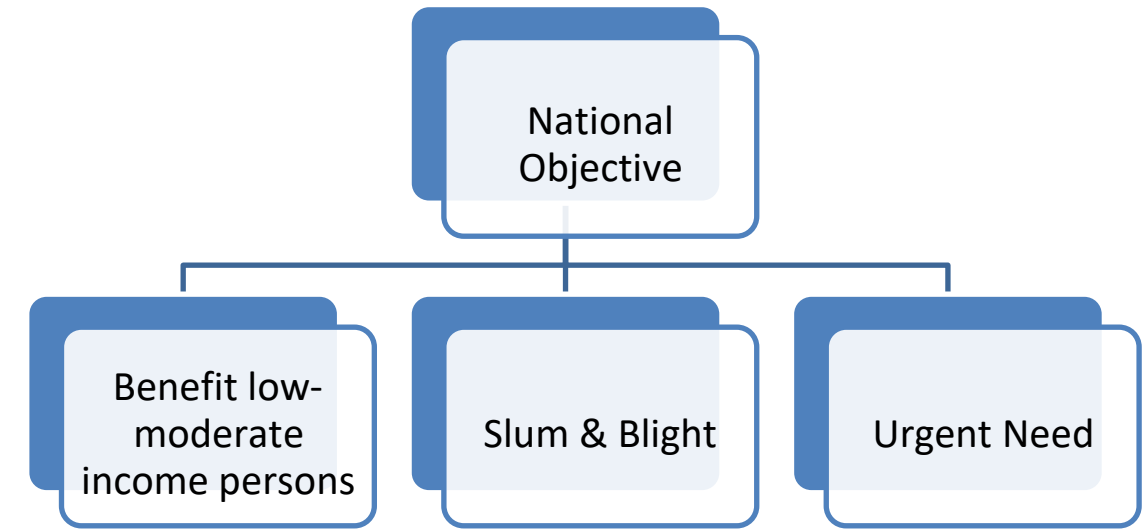 National
Objective
Benefit low-
moderate
income persons
Slum & Blight
Urgent Need